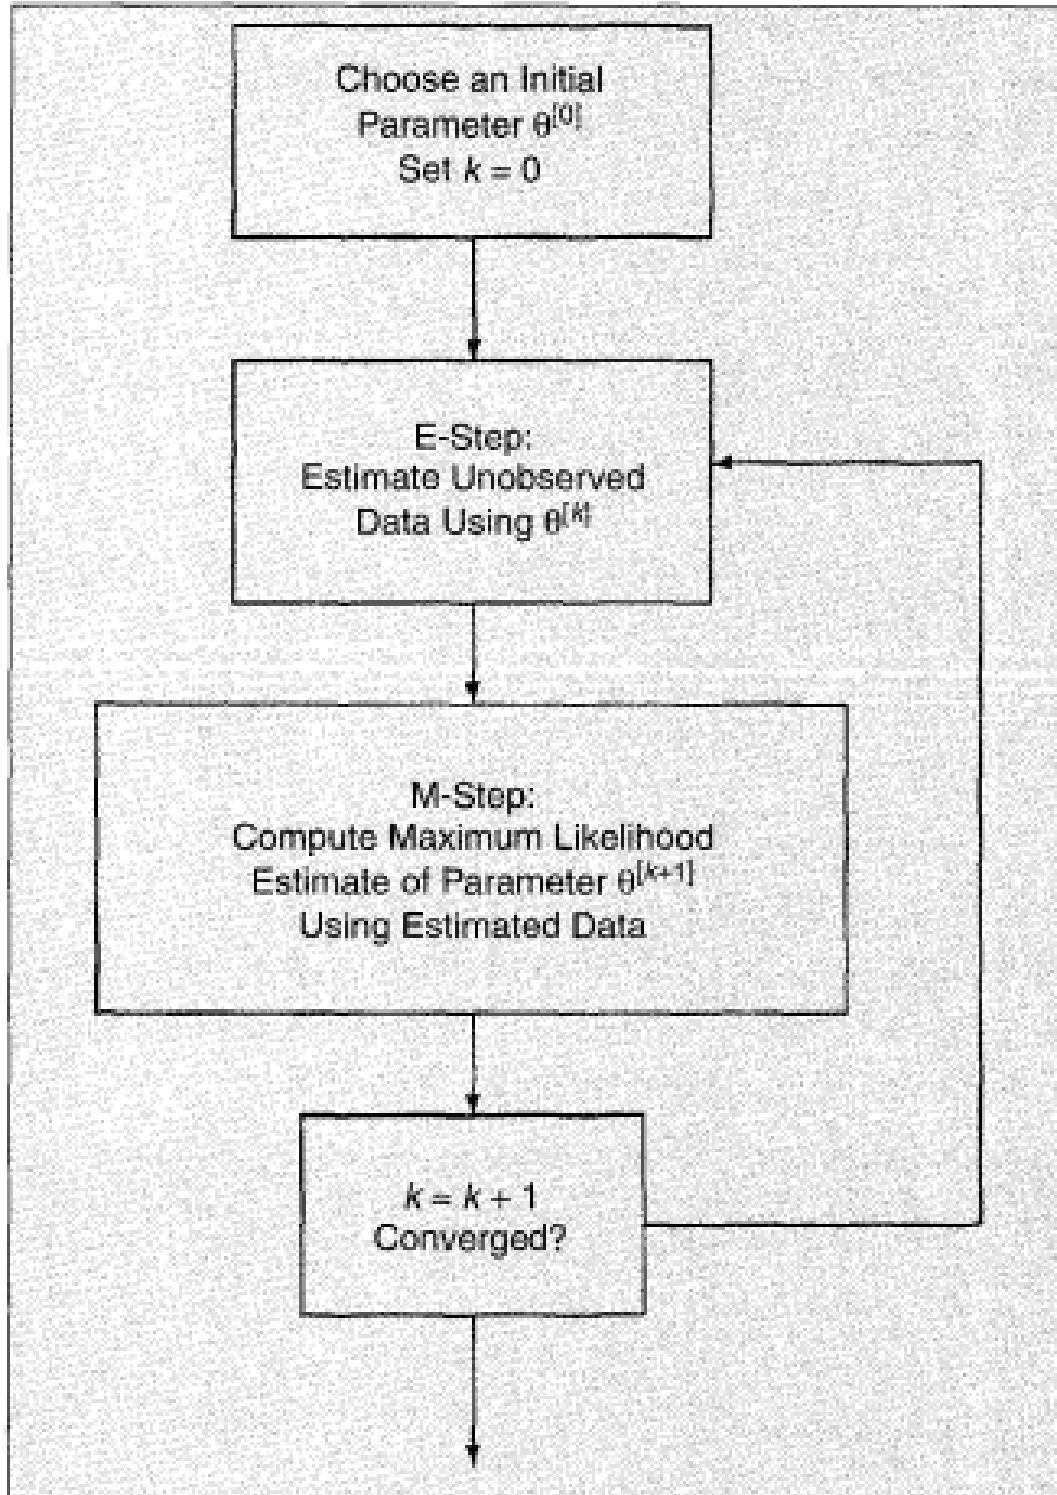 Choose an Initial
Parameter θ[0]
Set k = 0
E-Step:
Estimate Unobserved
Data Using θ[k]
M-Step:
Compute Maximum Likelihood
Estimate of Parameter θ[k+1]
Using Estimated Data
k = k + 1
Converged?